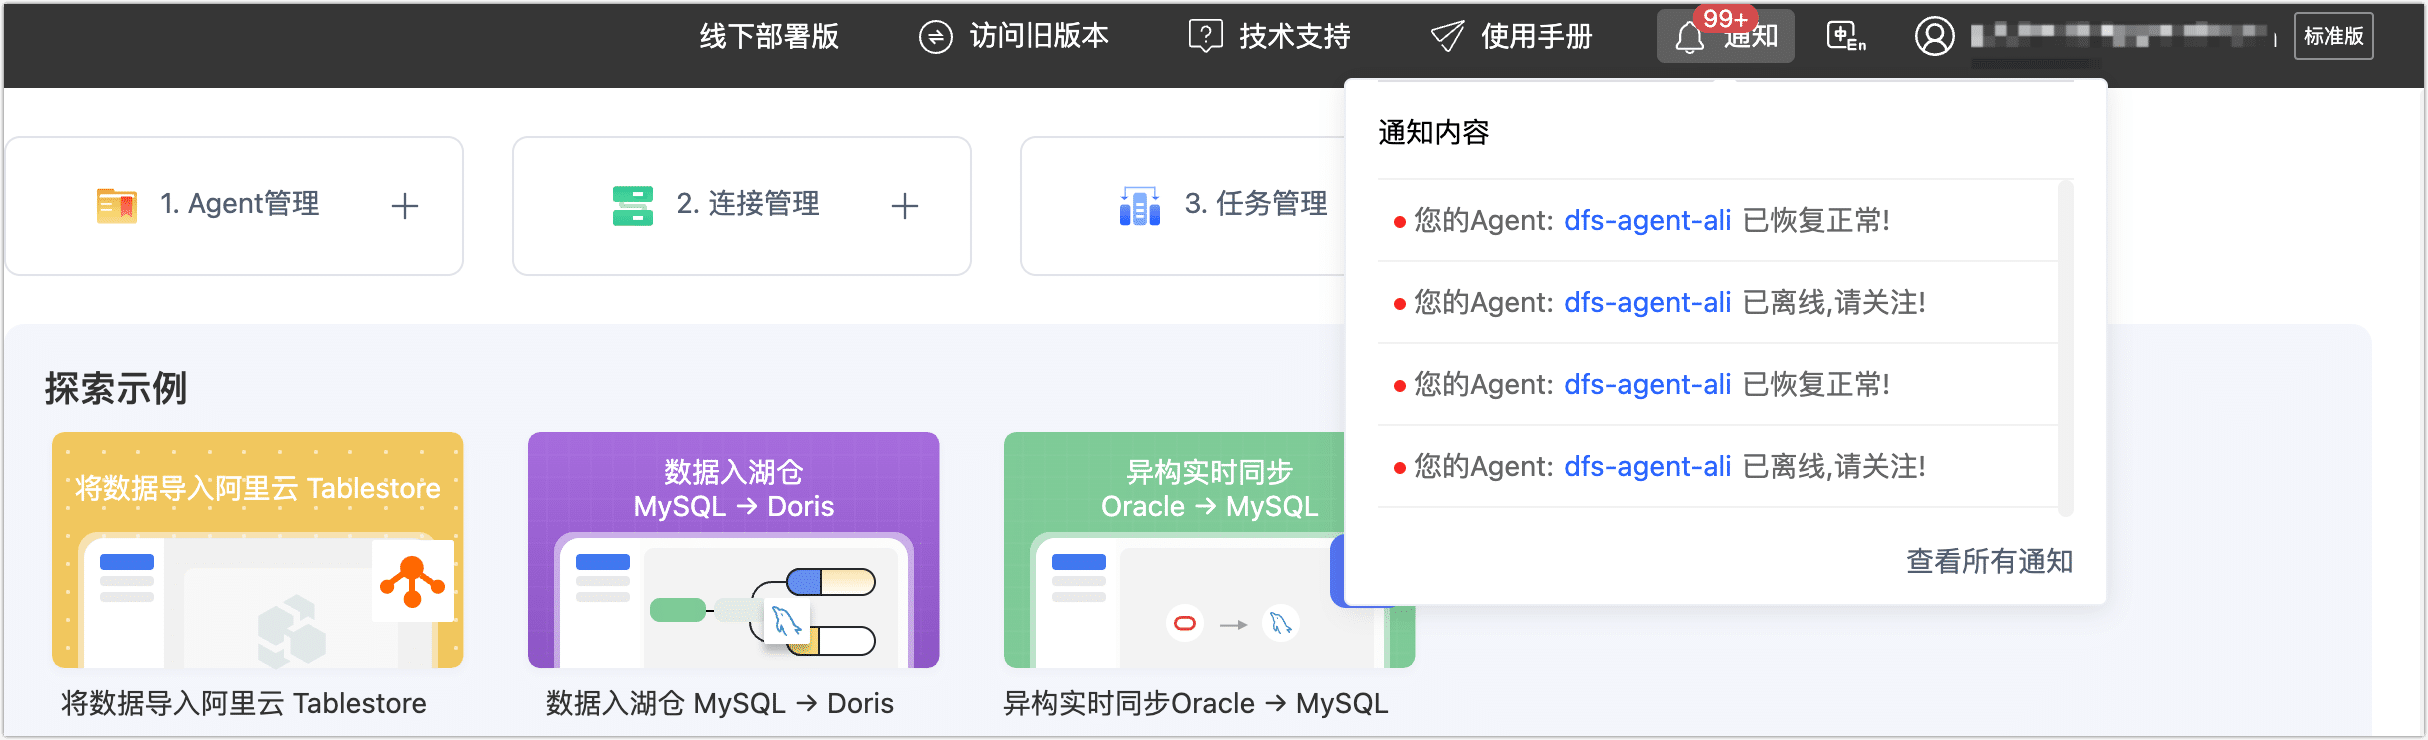 线下部署版
访问旧版本
技术支持
使用手册
99+
通知
中En
标准版
通知内容
1. Agent管理
2. 连接管理
3. 任务管理
您的Agent: dfs-agent-ali 已恢复正常!
您的Agent: dfs-agent-ali 已离线,请关注!
您的Agent: dfs-agent-ali 已恢复正常!
您的Agent: dfs-agent-ali 已离线,请关注!
查看所有通知
探索示例
将数据导入阿里云 Tablestore
数据入湖仓
MySQL → Doris
异构实时同步
Oracle → MySQL
将数据导入阿里云 Tablestore
数据入湖仓 MySQL → Doris
异构实时同步Oracle → MySQL